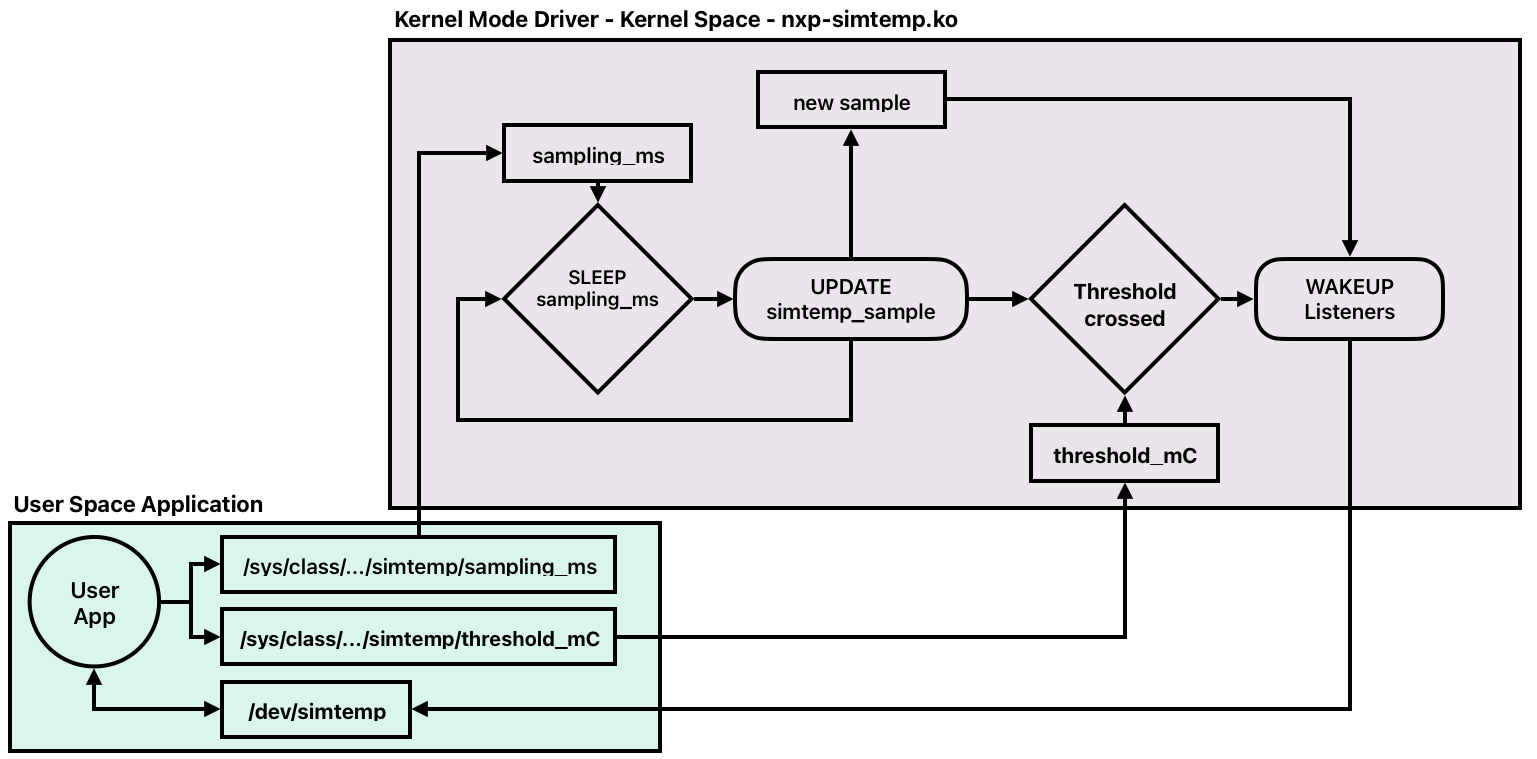 Kernel Mode Driver - Kernel Space - nxp-simtemp.ko
new sample
sampling_ms
SLEEP
sampling_ms
UPDATE
simtemp_sample
Threshold
crossed
WAKEUP
Listeners
threshold_mC
User Space Application
User
App
/sys/class/.../simtemp/sampling_ms
/sys/class/.../simtemp/threshold_mC
/dev/simtemp